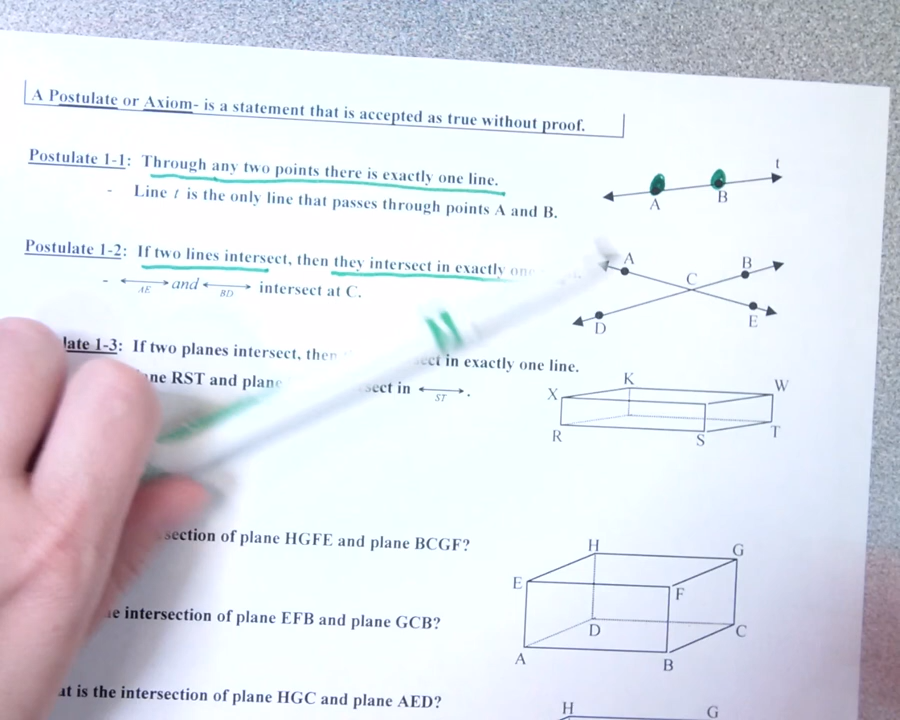 A Postulate or Axiom- is a statement that is accepted as true without proof.
Postulate 1-1: Through any two points there is exactly one line.
- Line t is the only line that passes through points A and B.
t
A
B
Postulate 1-2: If two lines intersect, then they intersect in exactly one
- AE and BD intersect at C.
A
B
C
D
E
late 1-3: If two planes intersect, then ect in exactly one line.
ne RST and plane sect in ST.
K
X
W
R
S
T
section of plane HGFE and plane BCGF?
H
G
E
F
e intersection of plane EFB and plane GCB?
D
C
A
B
at is the intersection of plane HGC and plane AED?
H
G